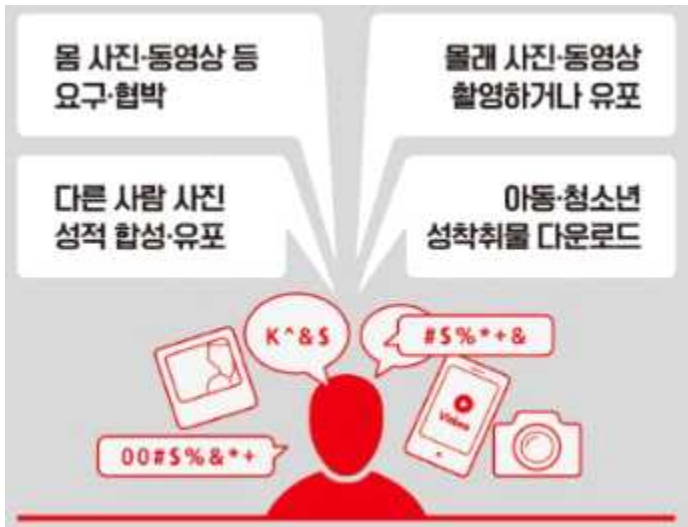 몸 사진·동영상 등
요구·협박
몰래 사진·동영상
촬영하거나 유포
다른 사람 사진
성적 합성·유포
아동·청소년
성착취물 다운로드
K^&$
#$%*+&
Video
00#$%&*+